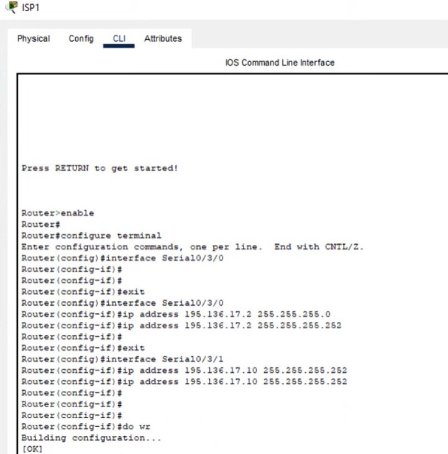 ISP1
Physical Config CLI Attributes
IOS Command Line Interface
Press RETURN to get started!
Router>enable
Router#
Router#configure terminal
Enter configuration commands, one per line. End with CNTL/Z.
Router(config)#interface Serial0/3/0
Router(config-if)#
Router(config-if)#
Router(config-if)#exit
Router(config)#interface Serial0/3/0
Router(config-if)#ip address 195.136.17.2 255.255.255.0
Router(config-if)#ip address 195.136.17.2 255.255.255.252
Router(config-if)#
Router(config-if)#exit
Router(config)#interface Serial0/3/1
Router(config-if)#ip address 195.136.17.10 255.255.255.252
Router(config-if)#ip address 195.136.17.10 255.255.255.252
Router(config-if)#
Router(config-if)#
Router(config-if)#
Router(config-if)#do wr
Building configuration...
[OK]